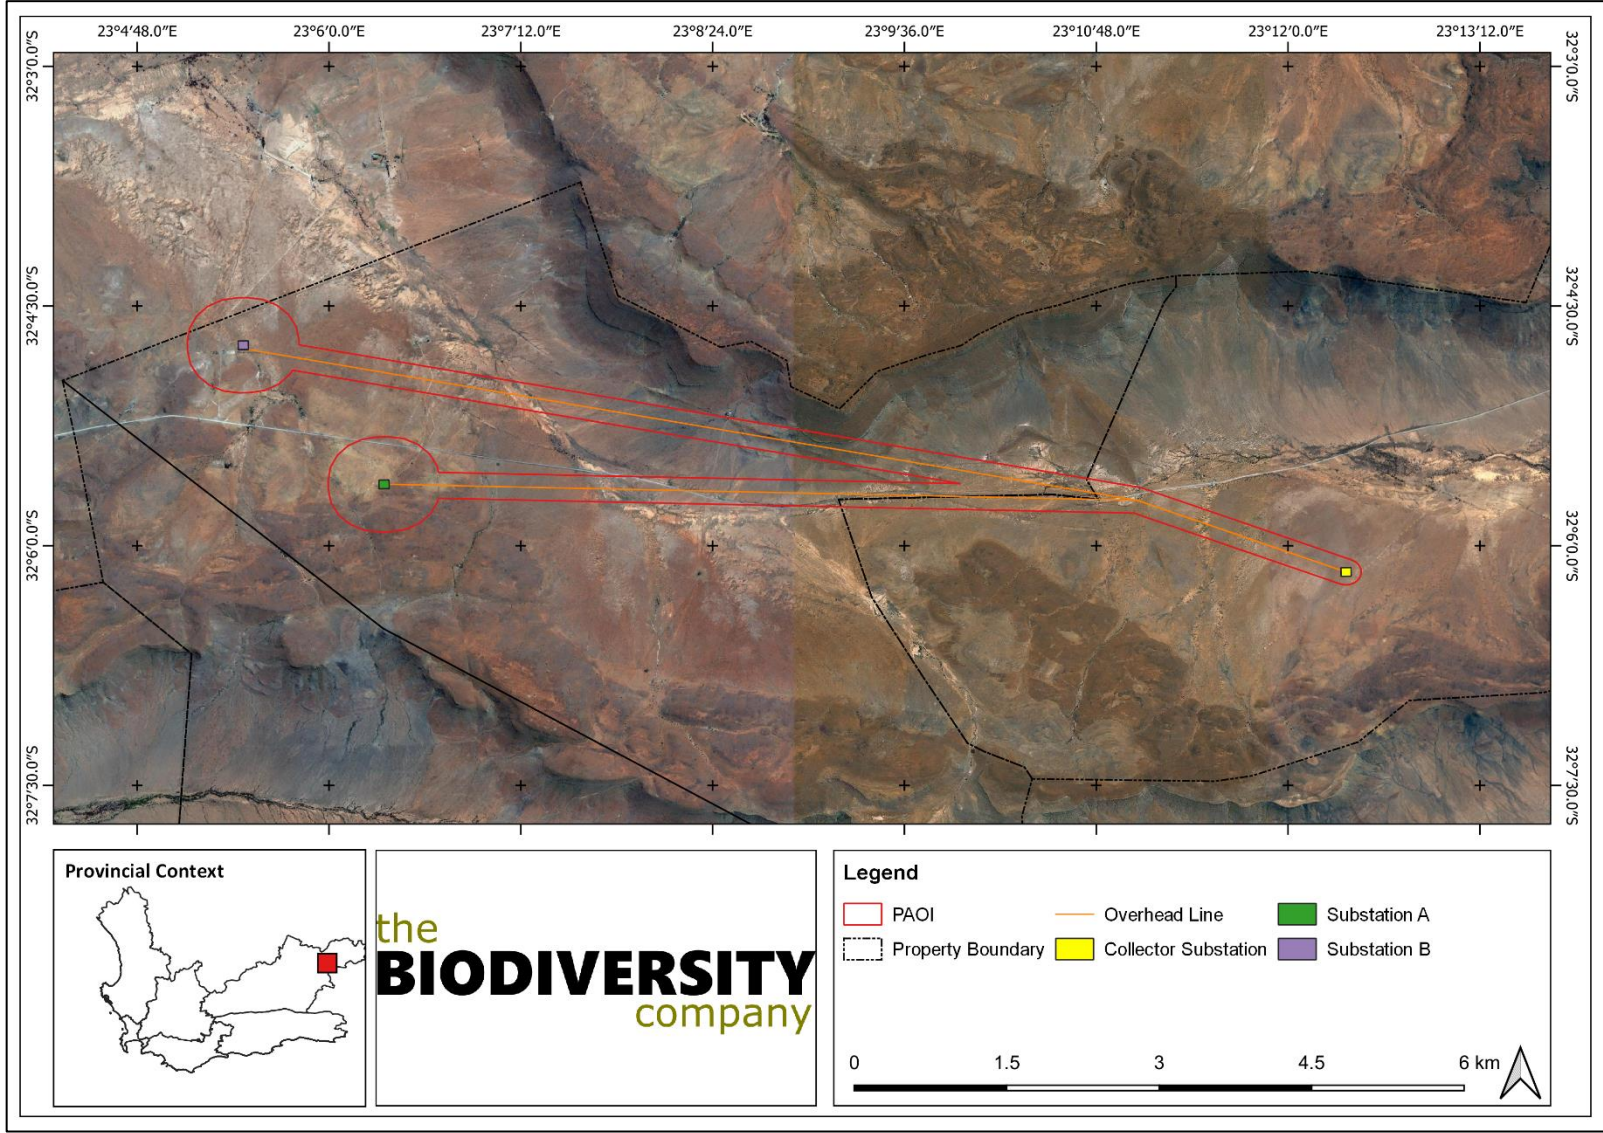 23°4'48.0"E 23°6'0.0"E 23°7'12.0"E 23°8'24.0"E 23°9'36.0"E 23°10'48.0"E 23°12'0.0"E 23°13'12.0"E
32°3'0.0"S 32°3'0.0"S
32°4'30.0"S 32°4'30.0"S
32°6'0.0"S 32°6'0.0"S
32°7'30.0"S 32°7'30.0"S
Provincial Context
the
BIODIVERSITY
company
Legend
PAOI Overhead Line Substation A
Property Boundary Collector Substation Substation B
0 1.5 3 4.5 6 km